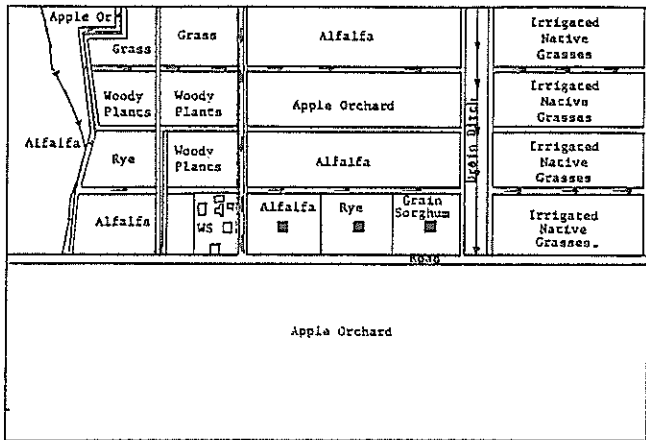 Apple Or
Grass
Grass
Alfalfa
Irrigated
Native
Grasses
Woody
Plants
Woody
Plants
Apple Orchard
Irrigated
Native
Grasses
Alfalfa
Rye
Woody
Plants
Alfalfa
Drain Ditch
Irrigated
Native
Grasses
Alfalfa
WS
Alfalfa
Rye
Grain
Sorghum
Irrigated
Native
Grasses.
Road
Apple Orchard